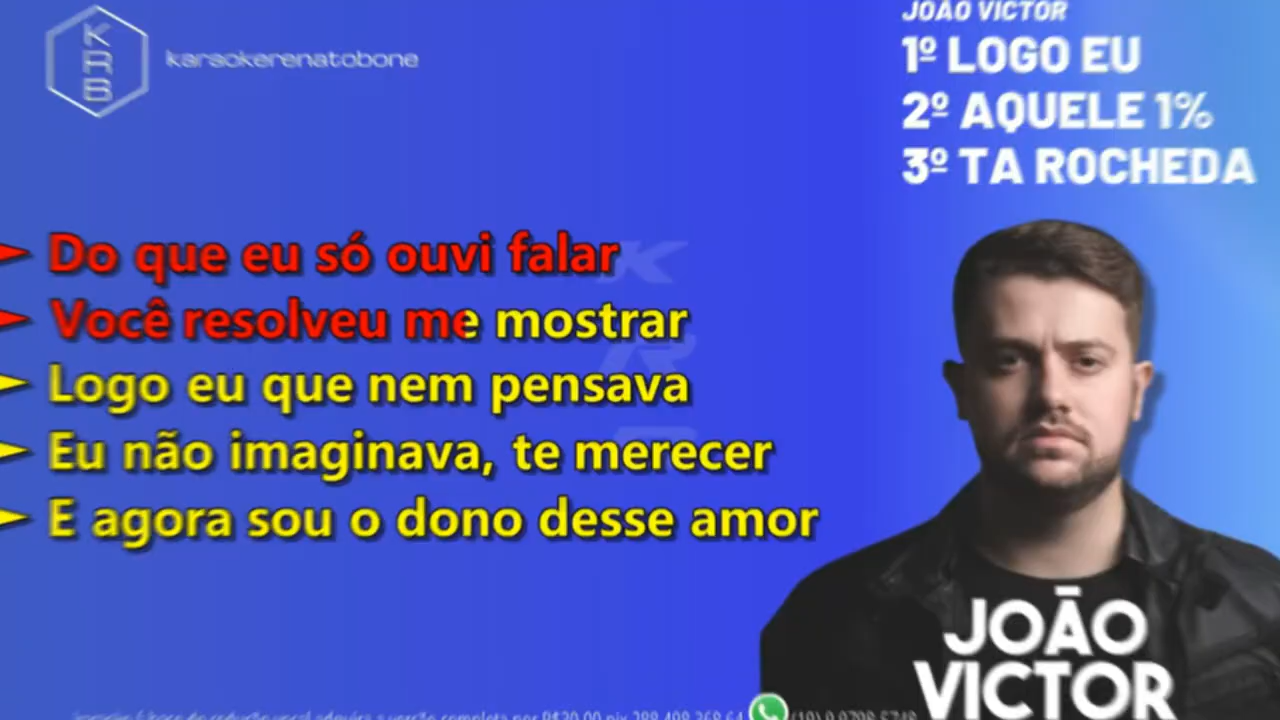 KRB
karaokerenatobone
JOÃO VICTOR
1º LOGO EU
2º AQUELE 1%
3º TA ROCHEDA
Do que eu só ouvi falar
Você resolveu me mostrar
Logo eu que nem pensava
Eu não imaginava, te merecer
E agora sou o dono desse amor
JOÃO
VICTOR